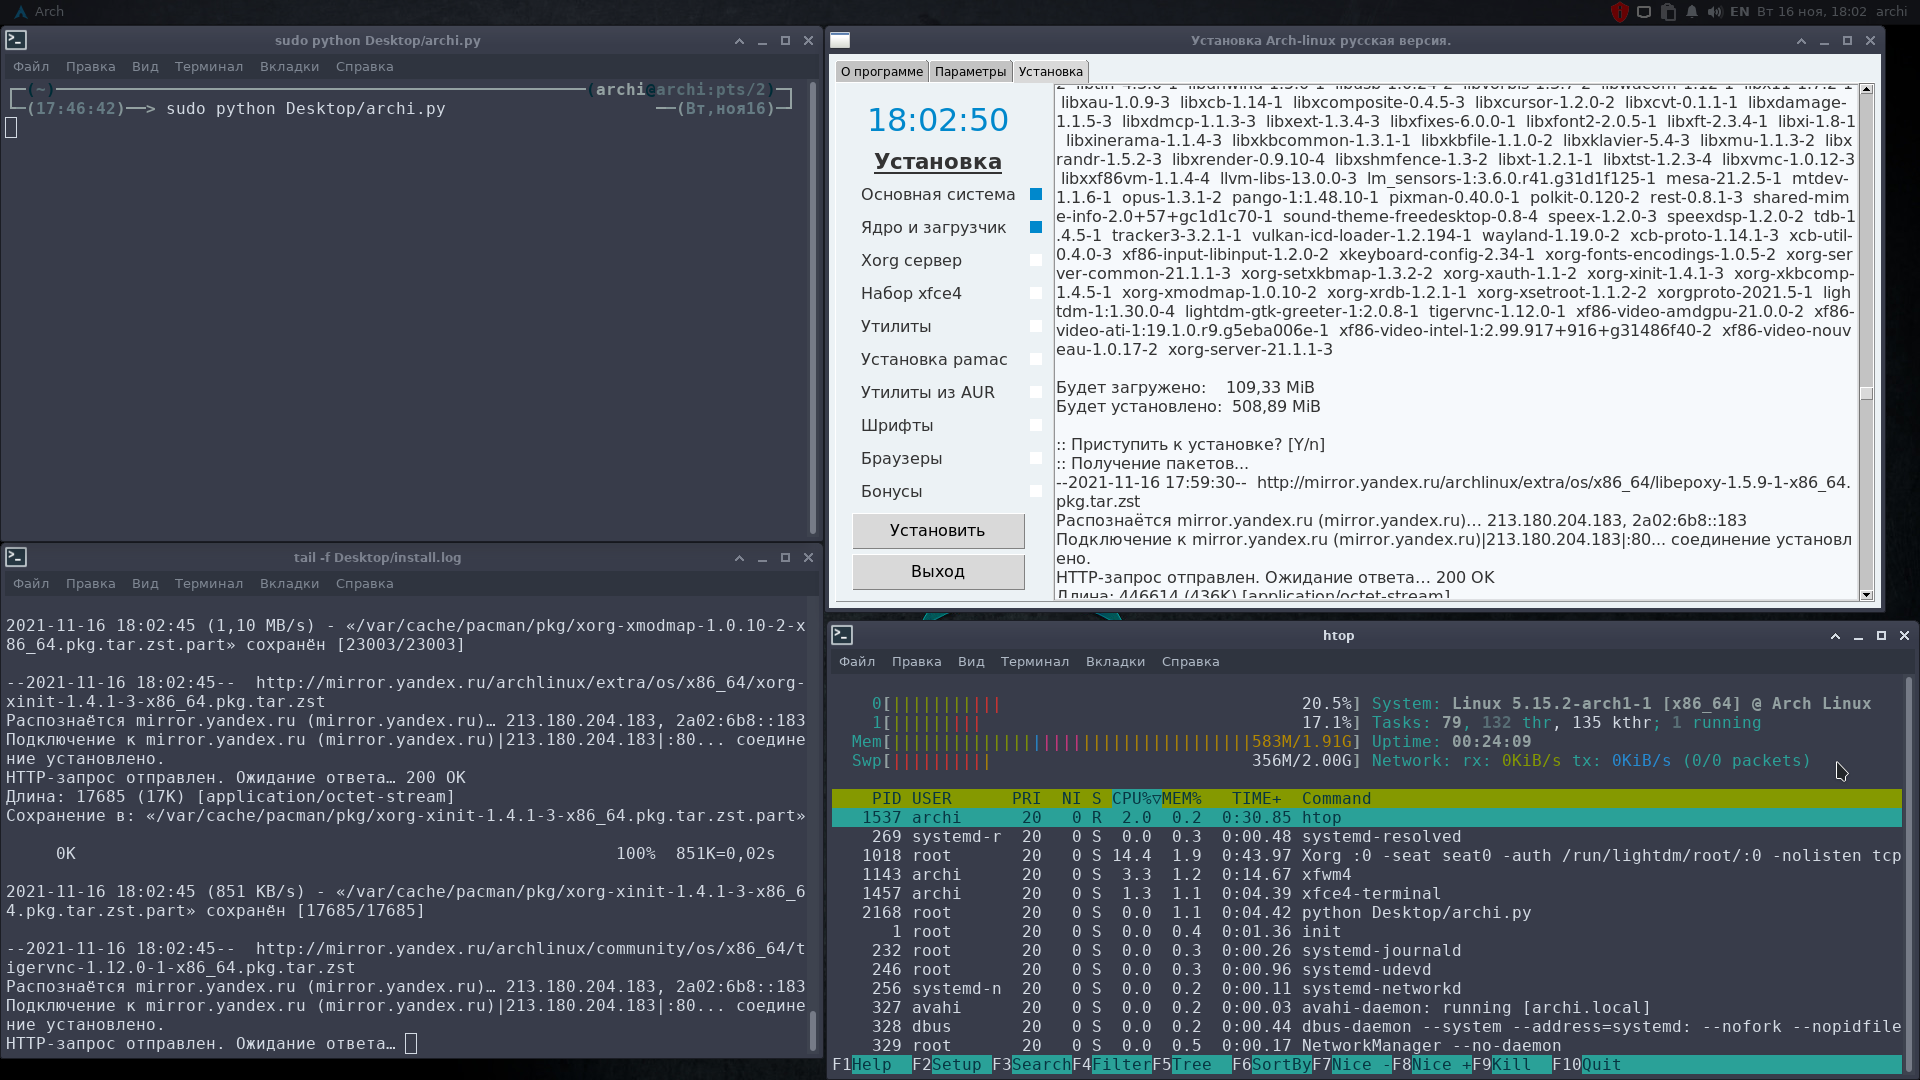 Arch
EN Вт 16 ноя, 18:02 archi
sudo python Desktop/archi.py
Файл Правка Вид Терминал Вкладки Справка
(~) (archi@archi:pts/2)
(17:46:42)──> sudo python Desktop/archi.py ─(Вт,ноя16)
Установка Arch-linux русская версия.
О программе Параметры Установка
18:02:50
Установка
Основная система
Ядро и загрузчик
Xorg сервер
Набор xfce4
Утилиты
Установка pamac
Утилиты из AUR
Шрифты
Браузеры
Бонусы
Установить
Выход
libxau-1.0.9-3 libxcb-1.14-1 libxcomposite-0.4.5-3 libxcursor-1.2.0-2 libxcvt-0.1.1-1 libxdamage-
1.1.5-3 libxdmcp-1.1.3-3 libxext-1.3.4-3 libxfixes-6.0.0-1 libxfont2-2.0.5-1 libxft-2.3.4-1 libxi-1.8-1
libxinerama-1.1.4-3 libxkbcommon-1.3.1-1 libxkbfile-1.1.0-2 libxklavier-5.4-3 libxmu-1.1.3-2 libx
randr-1.5.2-3 libxrender-0.9.10-4 libxshmfence-1.3-2 libxt-1.2.1-1 libxtst-1.2.3-4 libxvmc-1.0.12-3
libxxf86vm-1.1.4-4 llvm-libs-13.0.0-3 lm_sensors-1:3.6.0.r41.g31d1f125-1 mesa-21.2.5-1 mtdev-
1.1.6-1 opus-1.3.1-2 pango-1:1.48.10-1 pixman-0.40.0-1 polkit-0.120-2 rest-0.8.1-3 shared-mim
e-info-2.0+57+gc1d1c70-1 sound-theme-freedesktop-0.8-4 speex-1.2.0-3 speexdsp-1.2.0-2 tdb-1
.4.5-1 tracker3-3.2.1-1 vulkan-icd-loader-1.2.194-1 wayland-1.19.0-2 xcb-proto-1.14.1-3 xcb-util-
0.4.0-3 xf86-input-libinput-1.2.0-2 xkeyboard-config-2.34-1 xorg-fonts-encodings-1.0.5-2 xorg-ser
ver-common-21.1.1-3 xorg-setxkbmap-1.3.2-2 xorg-xauth-1.1-2 xorg-xinit-1.4.1-3 xorg-xkbcomp-
1.4.5-1 xorg-xmodmap-1.0.10-2 xorg-xrdb-1.2.1-1 xorg-xsetroot-1.1.2-2 xorgproto-2021.5-1 ligh
tdm-1:1.30.0-4 lightdm-gtk-greeter-1:2.0.8-1 tigervnc-1.12.0-1 xf86-video-amdgpu-21.0.0-2 xf86-
video-ati-1:19.1.0.r9.g5eba006e-1 xf86-video-intel-1:2.99.917+916+g31486f40-2 xf86-video-nouv
eau-1.0.17-2 xorg-server-21.1.1-3
Будет загружено: 109,33 MiB
Будет установлено: 508,89 MiB
:: Приступить к установке? [Y/n]
:: Получение пакетов...
--2021-11-16 17:59:30-- http://mirror.yandex.ru/archlinux/extra/os/x86_64/libepoxy-1.5.9-1-x86_64.
pkg.tar.zst
Распознаётся mirror.yandex.ru (mirror.yandex.ru)… 213.180.204.183, 2a02:6b8::183
Подключение к mirror.yandex.ru (mirror.yandex.ru)|213.180.204.183|:80... соединение установл
ено.
HTTP-запрос отправлен. Ожидание ответа… 200 OK
Длина: 446614 (436K) [application/octet-stream]
tail -f Desktop/install.log
Файл Правка Вид Терминал Вкладки Справка
2021-11-16 18:02:45 (1,10 MB/s) - «/var/cache/pacman/pkg/xorg-xmodmap-1.0.10-2-x
86_64.pkg.tar.zst.part» сохранён [23003/23003]
--2021-11-16 18:02:45-- http://mirror.yandex.ru/archlinux/extra/os/x86_64/xorg-
xinit-1.4.1-3-x86_64.pkg.tar.zst
Распознаётся mirror.yandex.ru (mirror.yandex.ru)… 213.180.204.183, 2a02:6b8::183
Подключение к mirror.yandex.ru (mirror.yandex.ru)|213.180.204.183|:80... соедине
ние установлено.
HTTP-запрос отправлен. Ожидание ответа… 200 OK
Длина: 17685 (17K) [application/octet-stream]
Сохранение в: «/var/cache/pacman/pkg/xorg-xinit-1.4.1-3-x86_64.pkg.tar.zst.part»
0K 100% 851K=0,02s
2021-11-16 18:02:45 (851 KB/s) - «/var/cache/pacman/pkg/xorg-xinit-1.4.1-3-x86_6
4.pkg.tar.zst.part» сохранён [17685/17685]
--2021-11-16 18:02:45-- http://mirror.yandex.ru/archlinux/community/os/x86_64/t
igervnc-1.12.0-1-x86_64.pkg.tar.zst
Распознаётся mirror.yandex.ru (mirror.yandex.ru)… 213.180.204.183, 2a02:6b8::183
Подключение к mirror.yandex.ru (mirror.yandex.ru)|213.180.204.183|:80... соедине
ние установлено.
HTTP-запрос отправлен. Ожидание ответа…
htop
Файл Правка Вид Терминал Вкладки Справка
0[|||||||||||| 20.5%] System: Linux 5.15.2-arch1-1 [x86_64] @ Arch Linux
1[||||||||| 17.1%] Tasks: 79, 132 thr, 135 kthr; 1 running
Mem[||||||||||||||||||||||||||||||||||||583M/1.91G] Uptime: 00:24:09
Swp[|||||||||| 356M/2.00G] Network: rx: 0KiB/s tx: 0KiB/s (0/0 packets)
PID USER PRI NI S CPU%▽MEM% TIME+ Command
1537 archi 20 0 R 2.0 0.2 0:30.85 htop
269 systemd-r 20 0 S 0.0 0.3 0:00.48 systemd-resolved
1018 root 20 0 S 14.4 1.9 0:43.97 Xorg :0 -seat seat0 -auth /run/lightdm/root/:0 -nolisten tcp
1143 archi 20 0 S 3.3 1.2 0:14.67 xfwm4
1457 archi 20 0 S 1.3 1.1 0:04.39 xfce4-terminal
2168 root 20 0 S 0.0 1.1 0:04.42 python Desktop/archi.py
1 root 20 0 S 0.0 0.4 0:01.36 init
232 root 20 0 S 0.0 0.3 0:00.26 systemd-journald
246 root 20 0 S 0.0 0.3 0:00.96 systemd-udevd
256 systemd-n 20 0 S 0.0 0.2 0:00.11 systemd-networkd
327 avahi 20 0 S 0.0 0.2 0:00.03 avahi-daemon: running [archi.local]
328 dbus 20 0 S 0.0 0.2 0:00.44 dbus-daemon --system --address=systemd: --nofork --nopidfile
329 root 20 0 S 0.0 0.5 0:00.17 NetworkManager --no-daemon
F1Help F2Setup F3SearchF4FilterF5Tree F6SortByF7Nice -F8Nice +F9Kill F10Quit